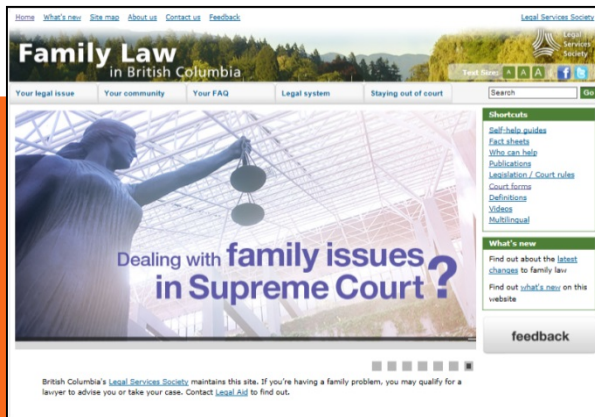 Home What's new Site map About us Contact us Feedback Legal Services Society
Legal
Services
Society
Family Law
in British Columbia
Text Size: A A A
Your legal issue Your community Your FAQ Legal system Staying out of court Search Go
Shortcuts
Self-help guides
Fact sheets
Who can help
Publications
Legislation / Court rules
Court forms
Definitions
Videos
Multilingual
Dealing with family issues
in Supreme Court?
What's new
Find out about the latest
changes to family law
Find out what's new on this
website
feedback
British Columbia's Legal Services Society maintains this site. If you're having a family problem, you may qualify for a
lawyer to advise you or take your case. Contact Legal Aid to find out.